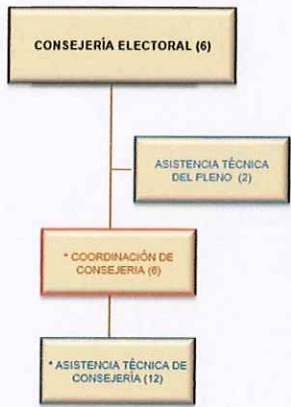 CONSEJERÍA ELECTORAL (6)
ASISTENCIA TÉCNICA
DEL PLENO (2)
* COORDINACIÓN DE
CONSEJERIA (6)
* ASISTENCIA TÉCNICA DE
CONSEJERÍA (12)